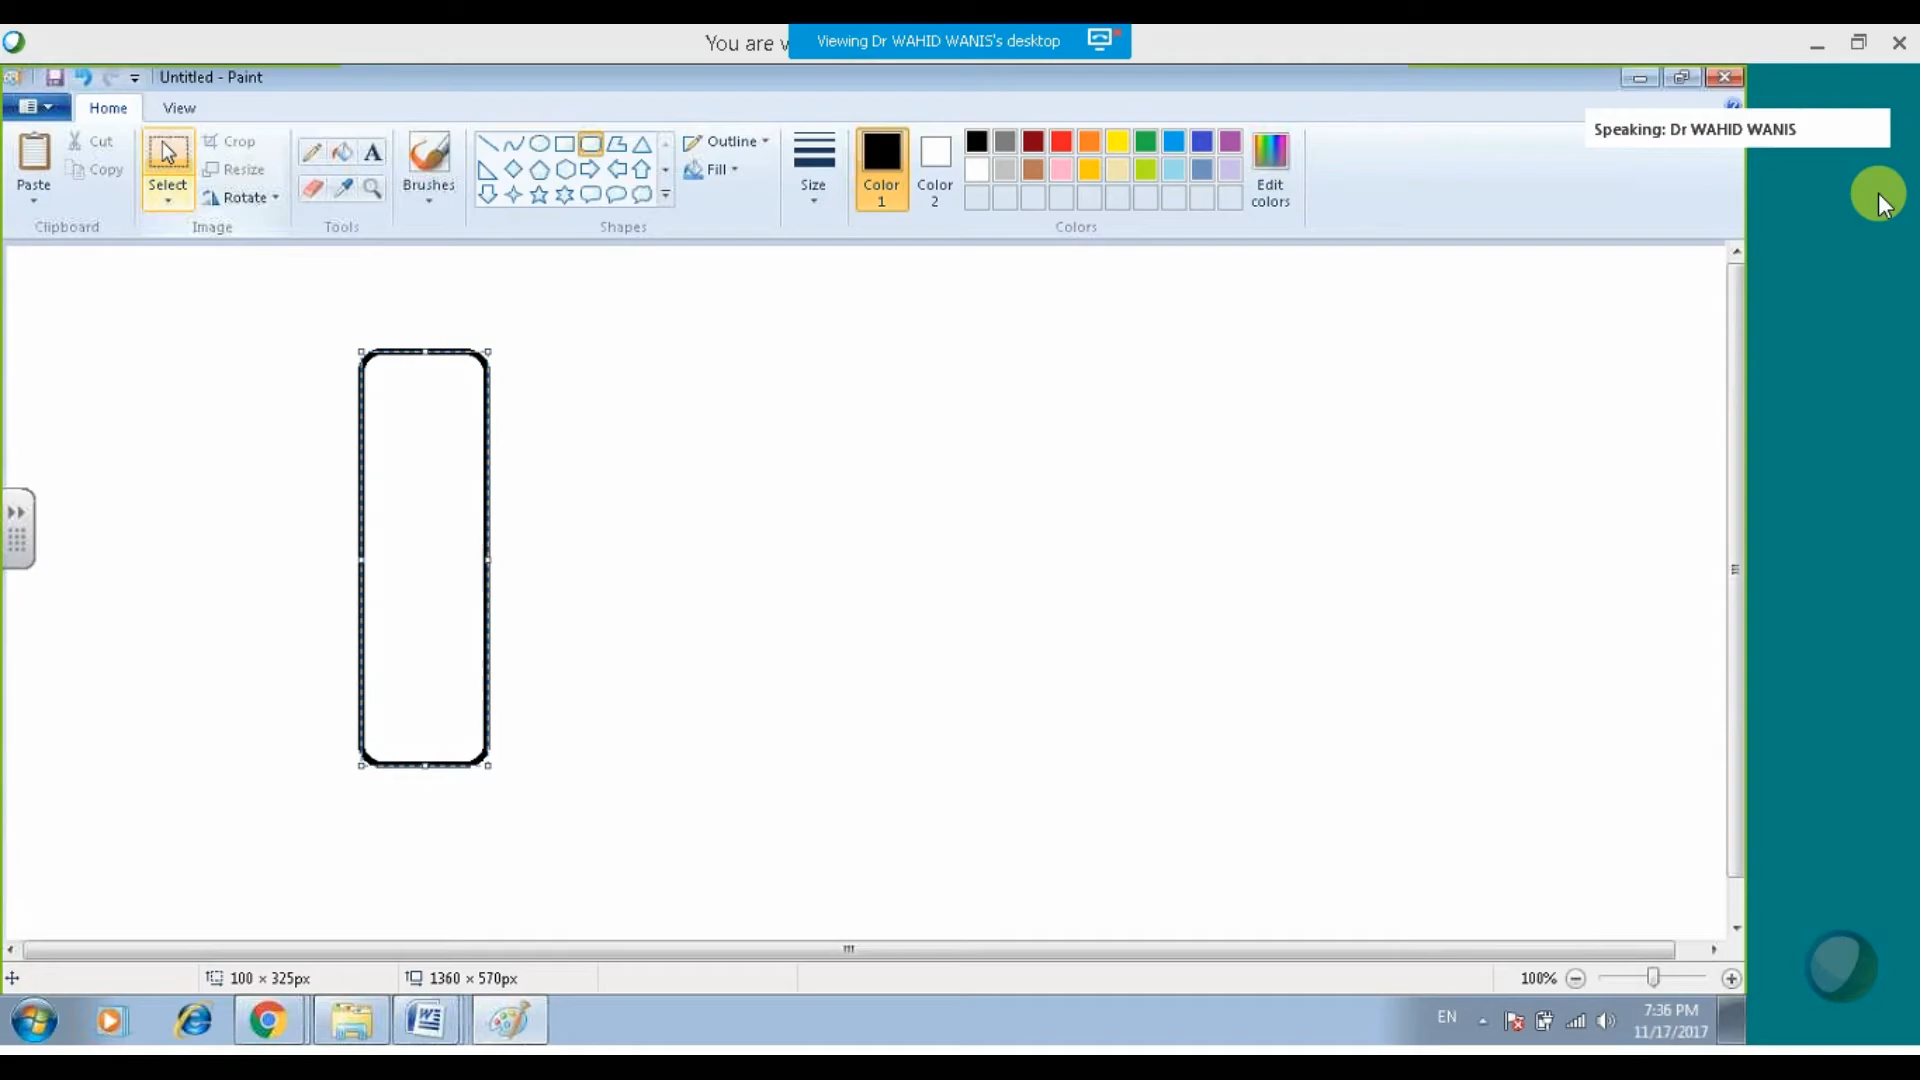 You are v
Viewing Dr WAHID WANIS's desktop
Untitled - Paint
Home View
Speaking: Dr WAHID WANIS
Paste
Cut
Copy
Clipboard
Select
Crop
Resize
Rotate
Image
Tools
Brushes
Shapes
Outline
Fill
Size
Color 1
Color 2
Edit colors
Colors
100 × 325px
1360 × 570px
100%
EN
7:36 PM
11/17/2017